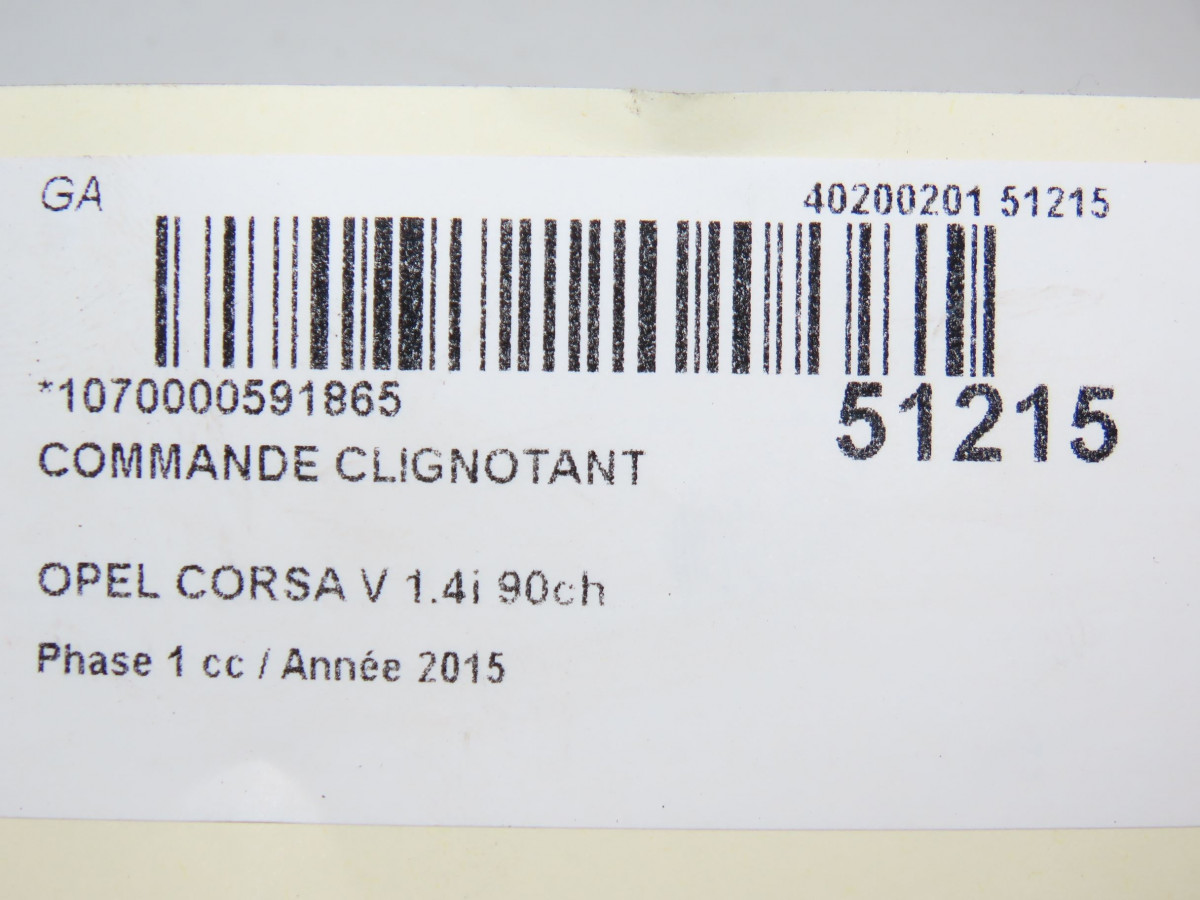 GA 40200201 51215
*1070000591865
51215
COMMANDE CLIGNOTANT
OPEL CORSA V 1.4i 90ch
Phase 1 cc / Année 2015